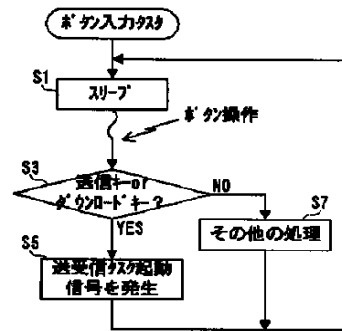 ﾎﾞﾀﾝ入力ﾀｽｸ
S1
ｽﾘｰﾌﾟ
ﾎﾞﾀﾝ操作
S3
送信ｷｰor
ﾀﾞｳﾝﾛｰﾄﾞｷｰ?
NO
YES
S7
その他の処理
S5
送受信ﾀｽｸ起動
信号を発生